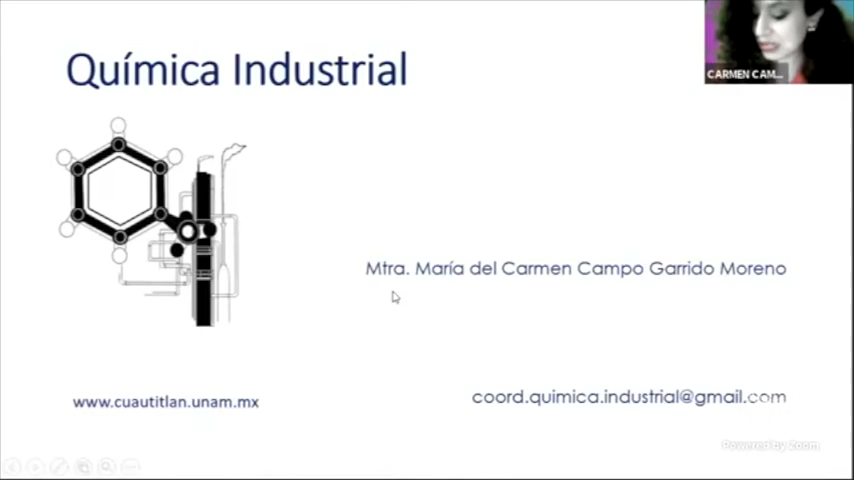 Química Industrial
CARMEN CAM...
Mtra. María del Carmen Campo Garrido Moreno
www.cuautitlan.unam.mx
coord.quimica.industrial@gmail.com
Powered by Zoom